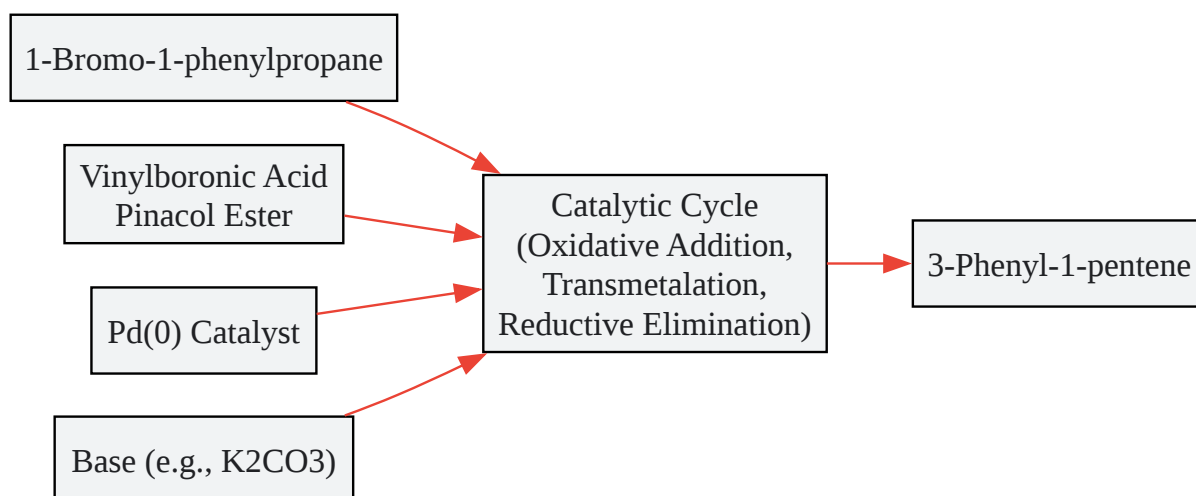 1-Bromo-1-phenylpropane
Vinylboronic Acid
Pinacol Ester
Pd(0) Catalyst
Base (e.g., K2CO3)
Catalytic Cycle
(Oxidative Addition,
Transmetalation,
Reductive Elimination)
3-Phenyl-1-pentene